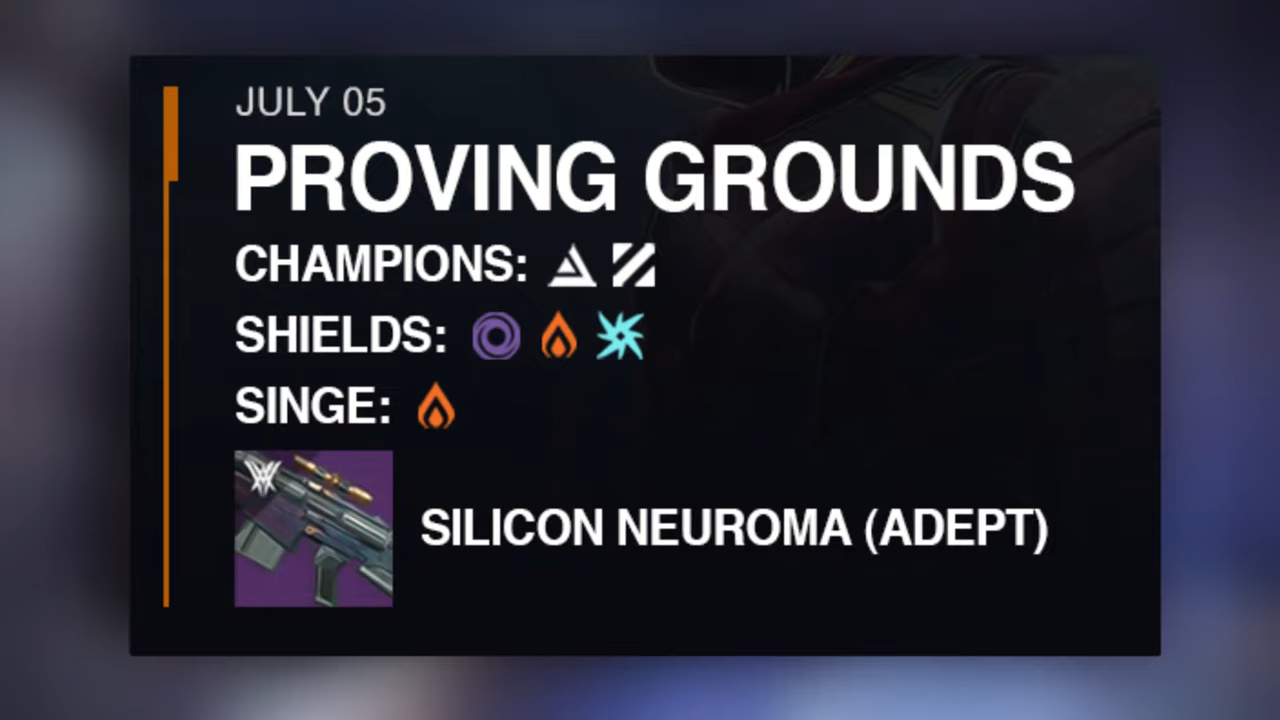 JULY 05
PROVING GROUNDS
CHAMPIONS:
SHIELDS:
SINGE:
SILICON NEUROMA (ADEPT)